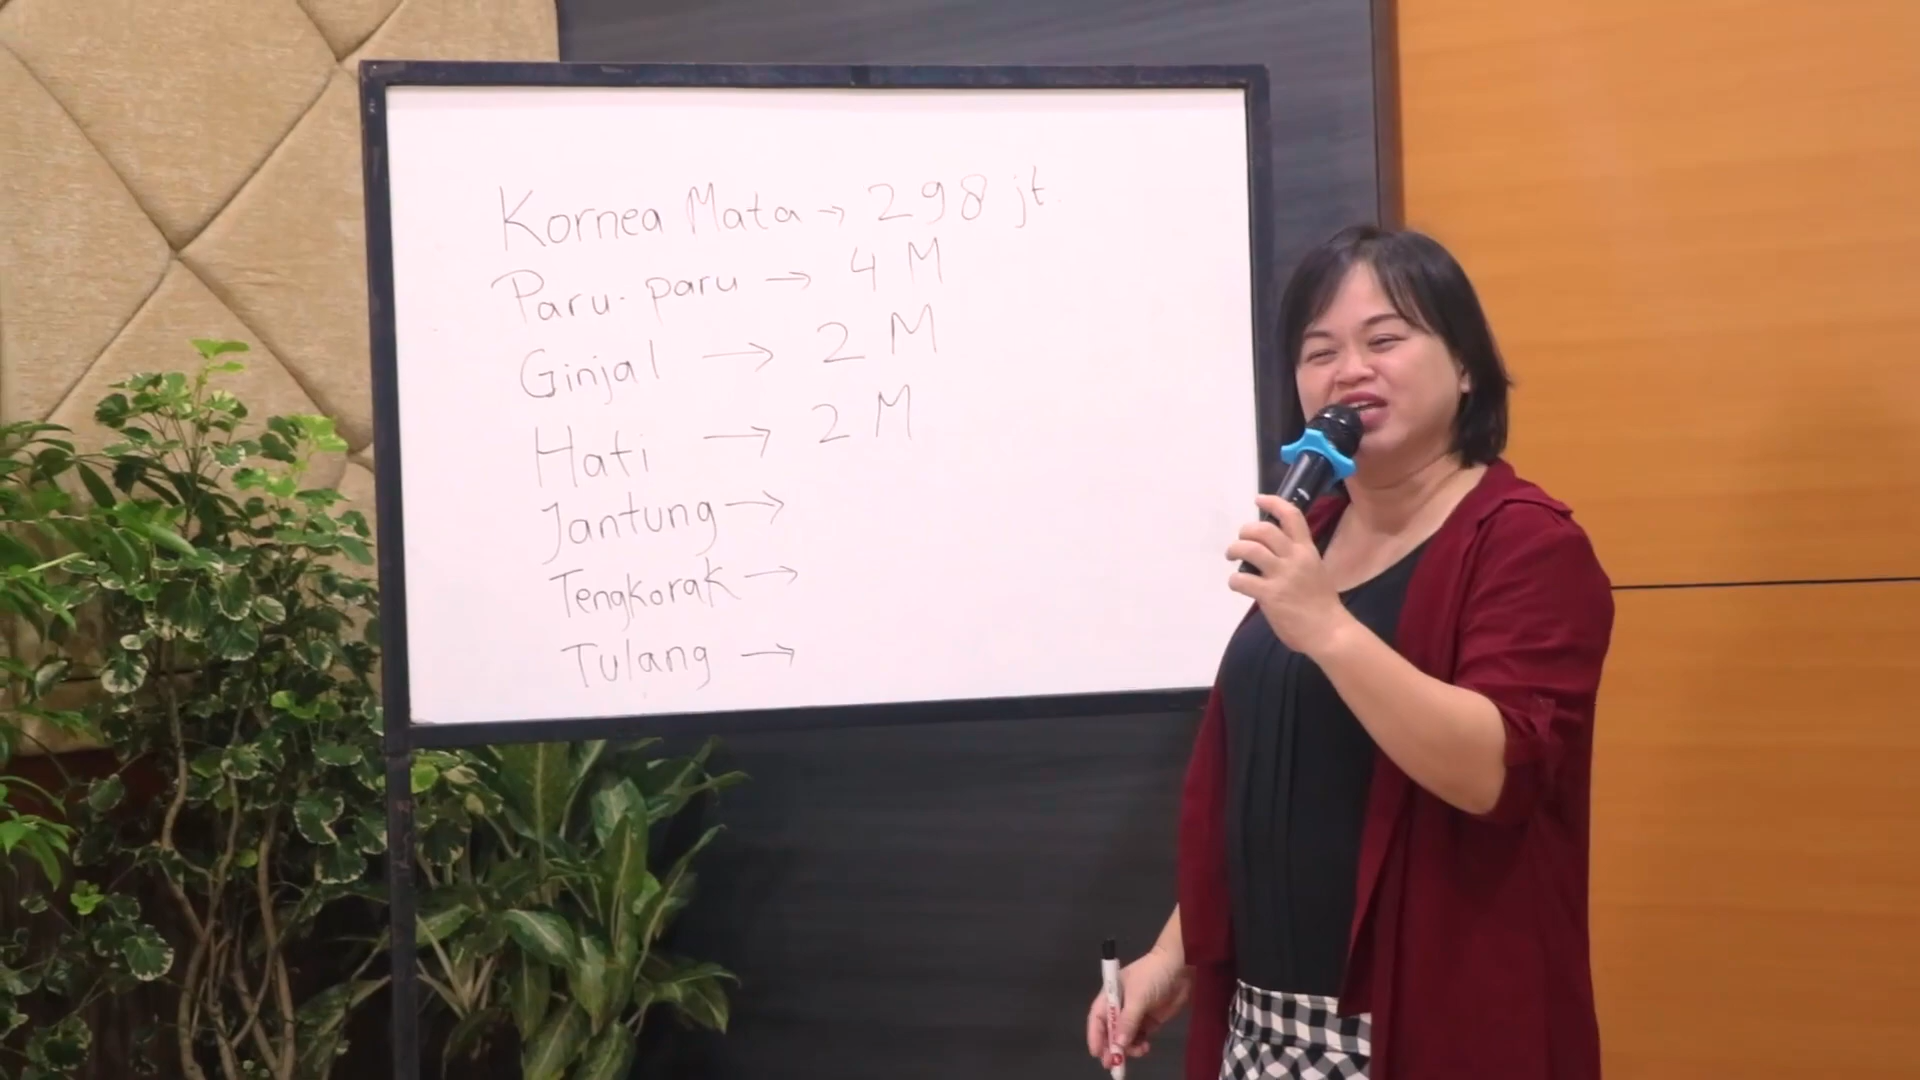 Kornea Mata → 298 jt.
Paru-paru → 4 M
Ginjal → 2 M
Hati → 2 M
Jantung →
Tengkorak →
Tulang →